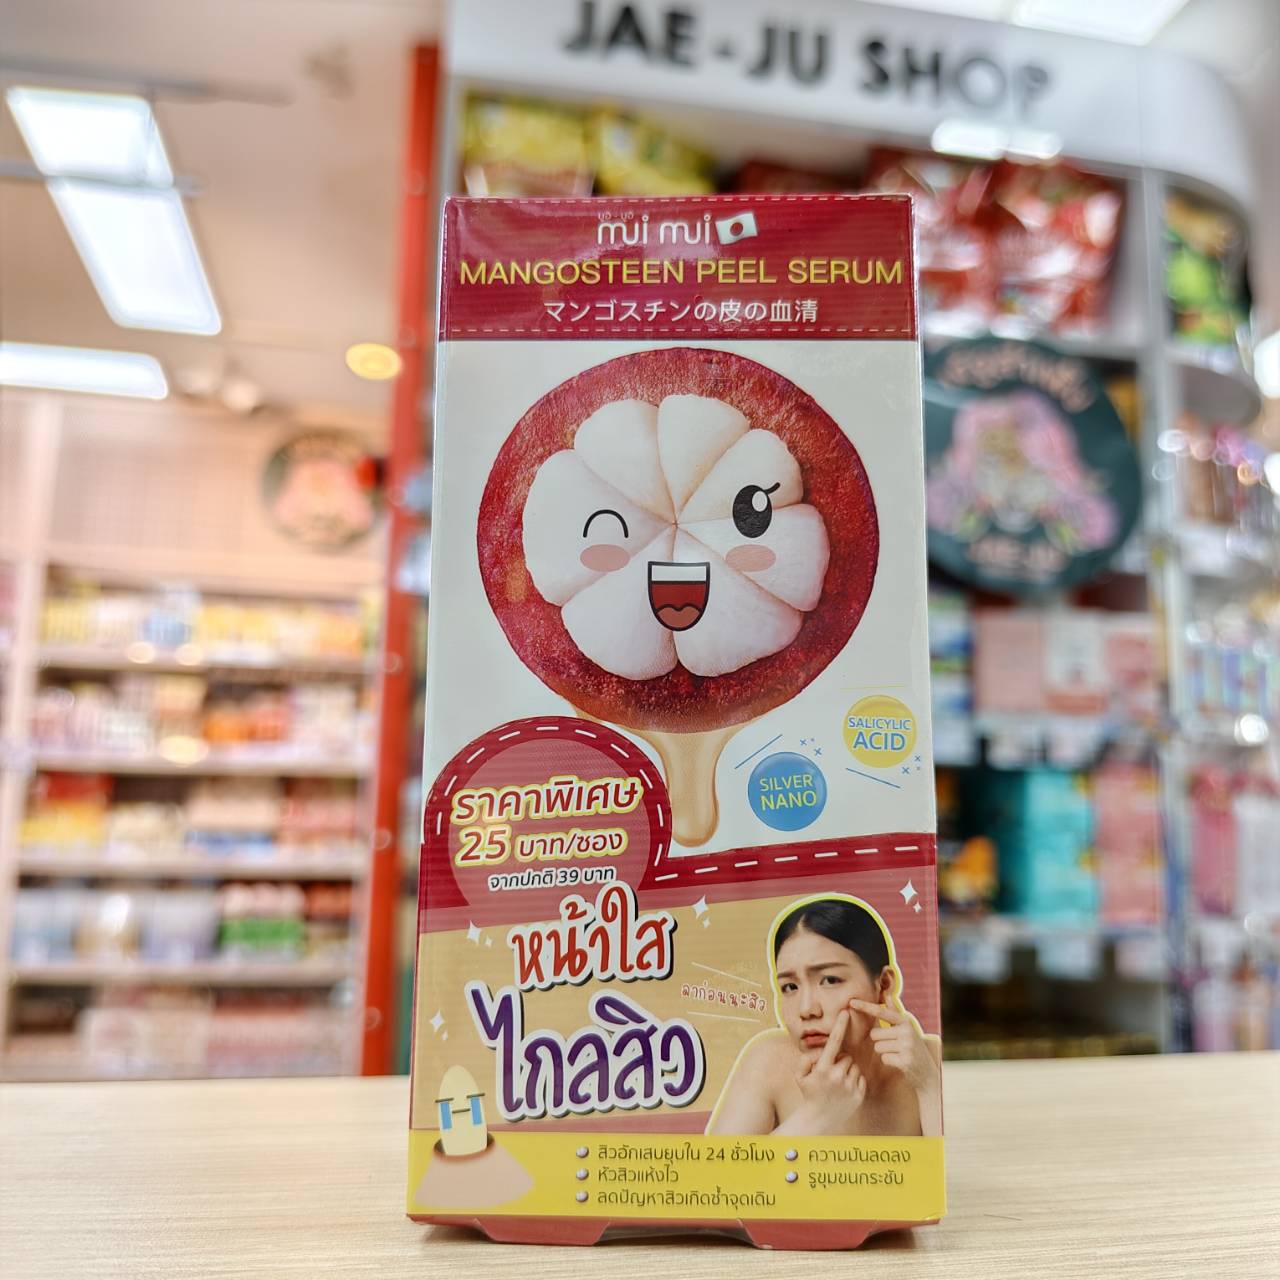 JAE-JU SHOP
มุอิ - มุอิ
mui mui
MANGOSTEEN PEEL SERUM
マンゴスチンの皮の血清
SALICYLIC
ACID
SILVER
NANO
ราคาพิเศษ
25 บาท/ซอง
จากปกติ 39 บาท
หน้าใส
ไกลสิว
ลาก่อนนะสิว
สิวอักเสบยุบใน 24 ชั่วโมง
หัวสิวแห้งไว
ลดปัญหาสิวเกิดซ้ำจุดเดิม
ความมันลดลง
รูขุมขนกระชับ
JAE-JU